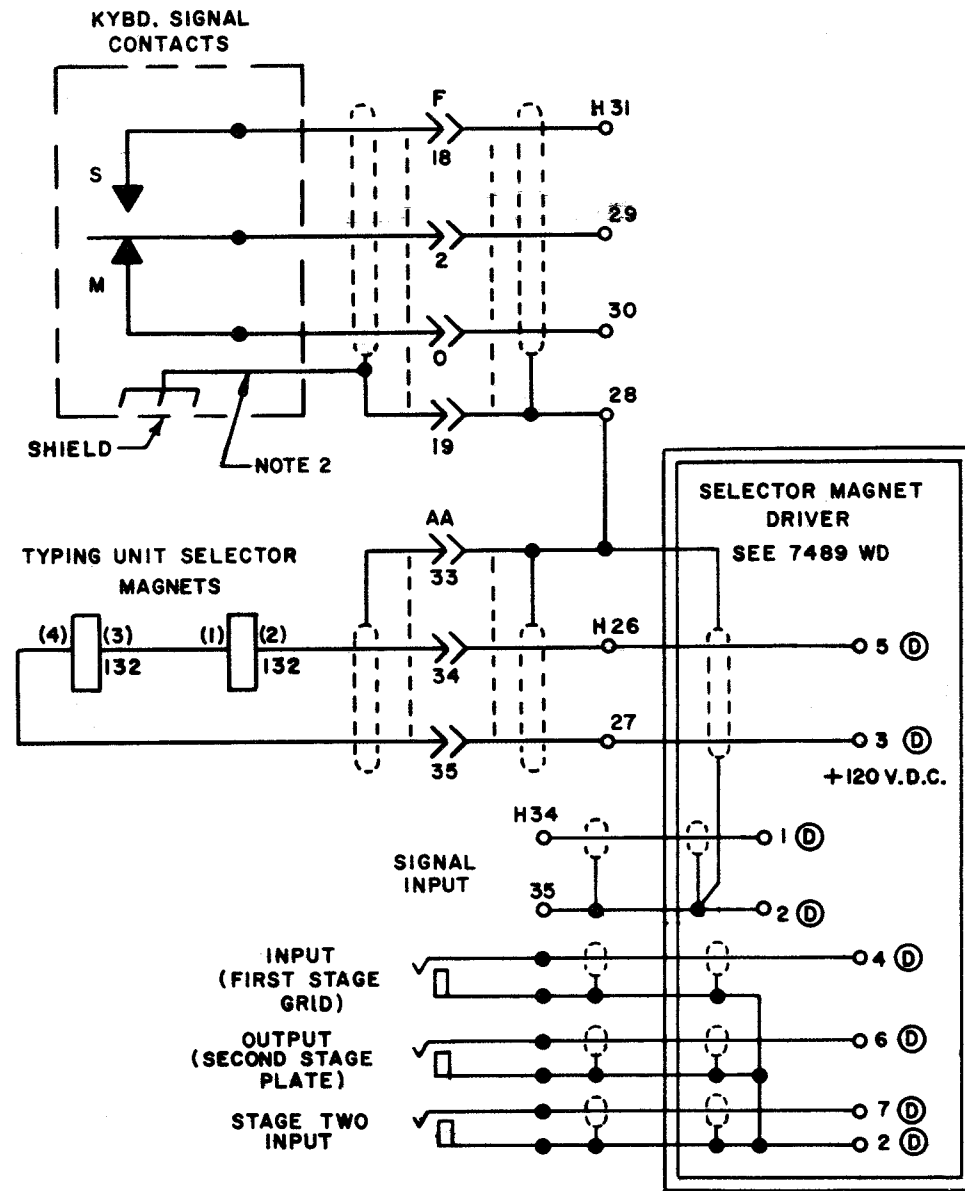 KYBD. SIGNAL
CONTACTS
F
H31
18
S
29
2
M
30
0
28
19
SHIELD
NOTE 2
SELECTOR MAGNET
DRIVER
SEE 7489 WD
AA
33
TYPING UNIT SELECTOR
MAGNETS
(4) (3) (1) (2)
132 132
34
H26
5 D
35
27
3 D
+120 V.D.C.
H34
1 D
SIGNAL
INPUT
35
2 D
INPUT
(FIRST STAGE
GRID)
4 D
OUTPUT
(SECOND STAGE
PLATE)
6 D
STAGE TWO
INPUT
7 D
2 D